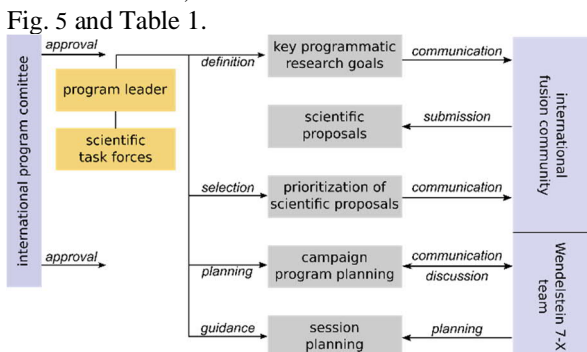 Fig. 5 and Table 1.
approval
definition
key programmatic
research goals
communication
program leader
scientific
task forces
international program comittee
scientific
proposals
submission
international
fusion community
selection
prioritization of
scientific proposals
communication
approval
planning
campaign
program planning
communication
discussion
guidance
session
planning
planning
Wendelstein 7-X
team